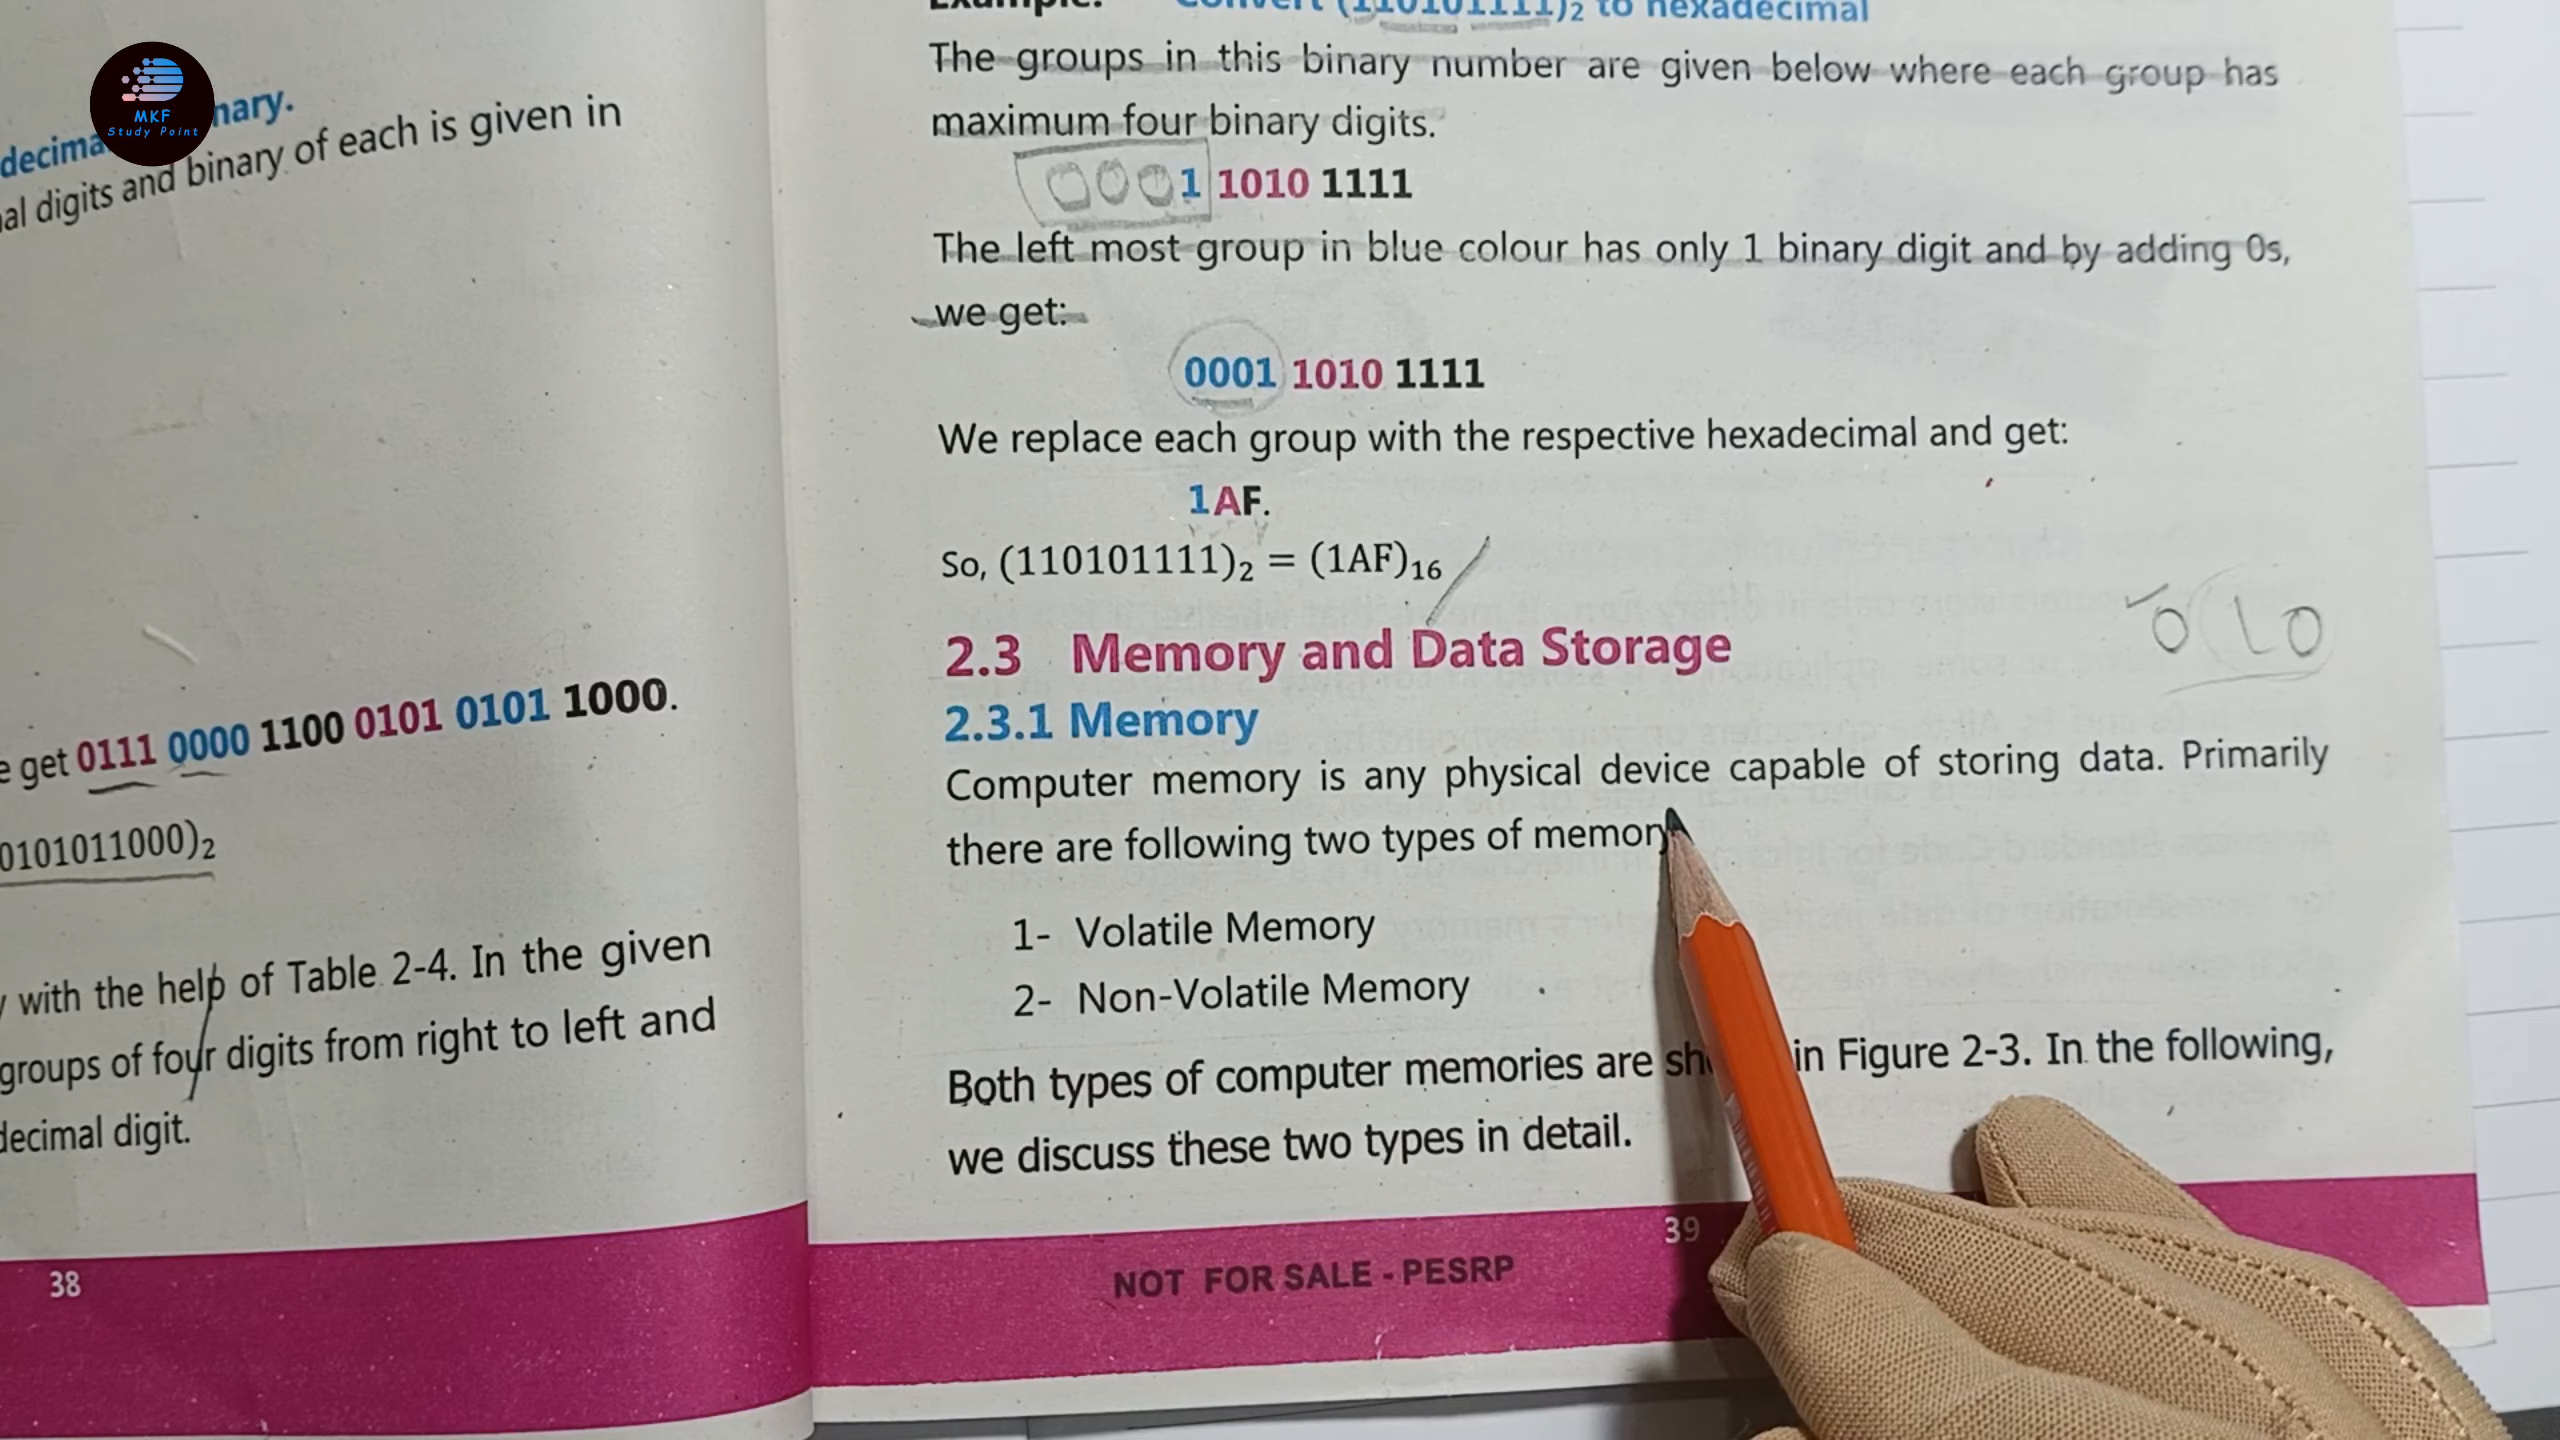 MKF
Study Point
nary.
binary of each is given in
al digits and
0111 0000 1100 0101 0101 1000.
get
0101011000)2
with the help of Table 2-4. In the given
groups of four digits from right to left and
decimal digit.
38
Example: Convert (110101111)2 to hexadecimal
The groups in this binary number are given below where each group has
maximum four binary digits.
000 1 1010 1111
The left most group in blue colour has only 1 binary digit and by adding 0s,
we get:
0001 1010 1111
We replace each group with the respective hexadecimal and get:
1AF.
So, (110101111)2 = (1AF)16
2.3 Memory and Data Storage
010
2.3.1 Memory
Computer memory is any physical device capable of storing data. Primarily
there are following two types of memory
1- Volatile Memory
2- Non-Volatile Memory
Both types of computer memories are in Figure 2-3. In the following,
we discuss these two types in detail.
39
NOT FOR SALE - PESRP